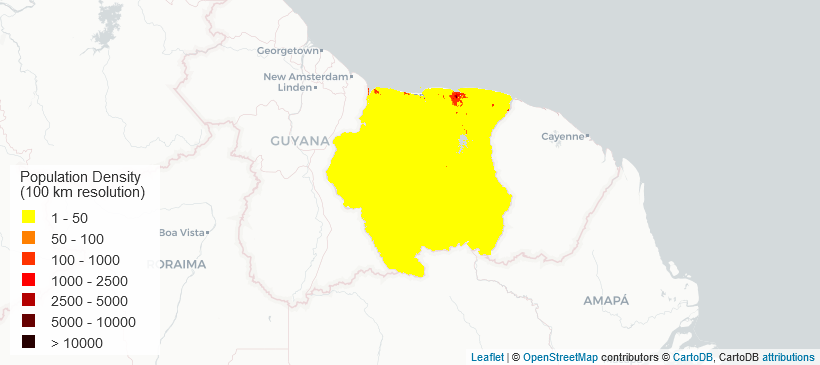 Georgetown
New Amsterdam
Linden
GUYANA
Cayenne
Population Density
(100 km resolution)
1 - 50
50 - 100
100 - 1000
1000 - 2500
2500 - 5000
5000 - 10000
> 10000
Boa Vista
RORAIMA
AMAPÁ
Leaflet | © OpenStreetMap contributors © CartoDB, CartoDB attributions